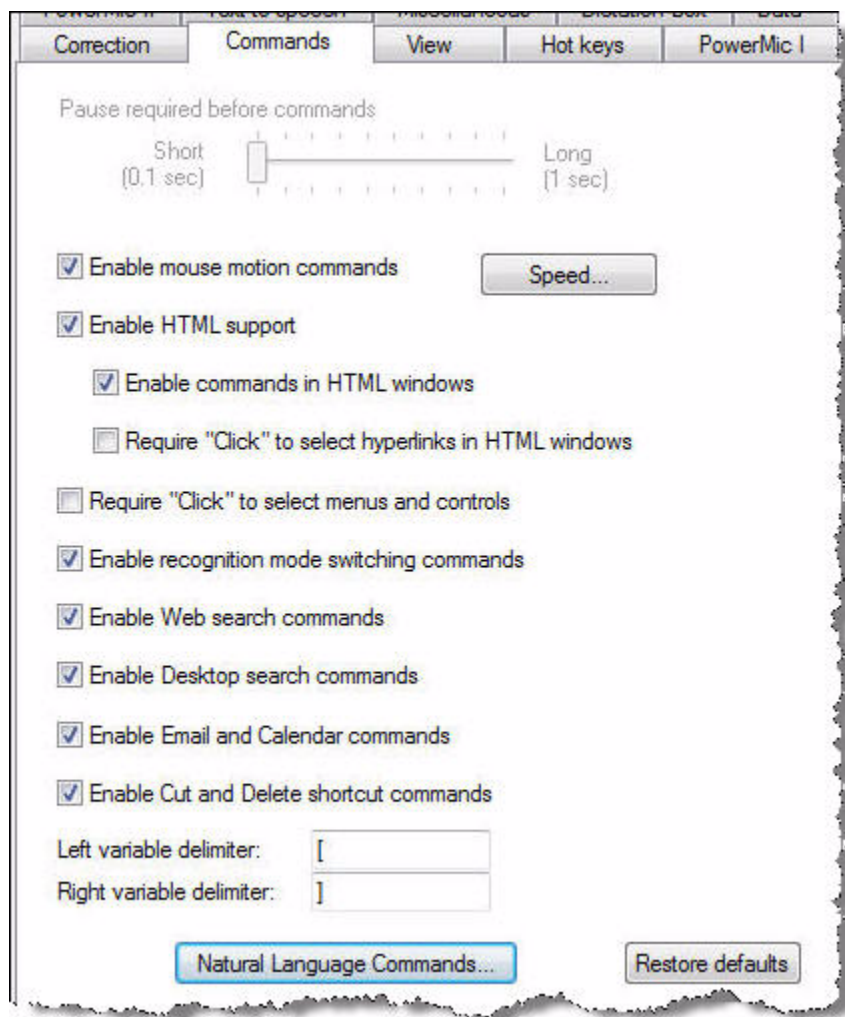 Correction Commands View Hot keys PowerMic I
Pause required before commands
Short
(0.1 sec)
Long
(1 sec)
Enable mouse motion commands
Speed...
Enable HTML support
Enable commands in HTML windows
Require "Click" to select hyperlinks in HTML windows
Require "Click" to select menus and controls
Enable recognition mode switching commands
Enable Web search commands
Enable Desktop search commands
Enable Email and Calendar commands
Enable Cut and Delete shortcut commands
Left variable delimiter: [
Right variable delimiter: ]
Natural Language Commands... Restore defaults